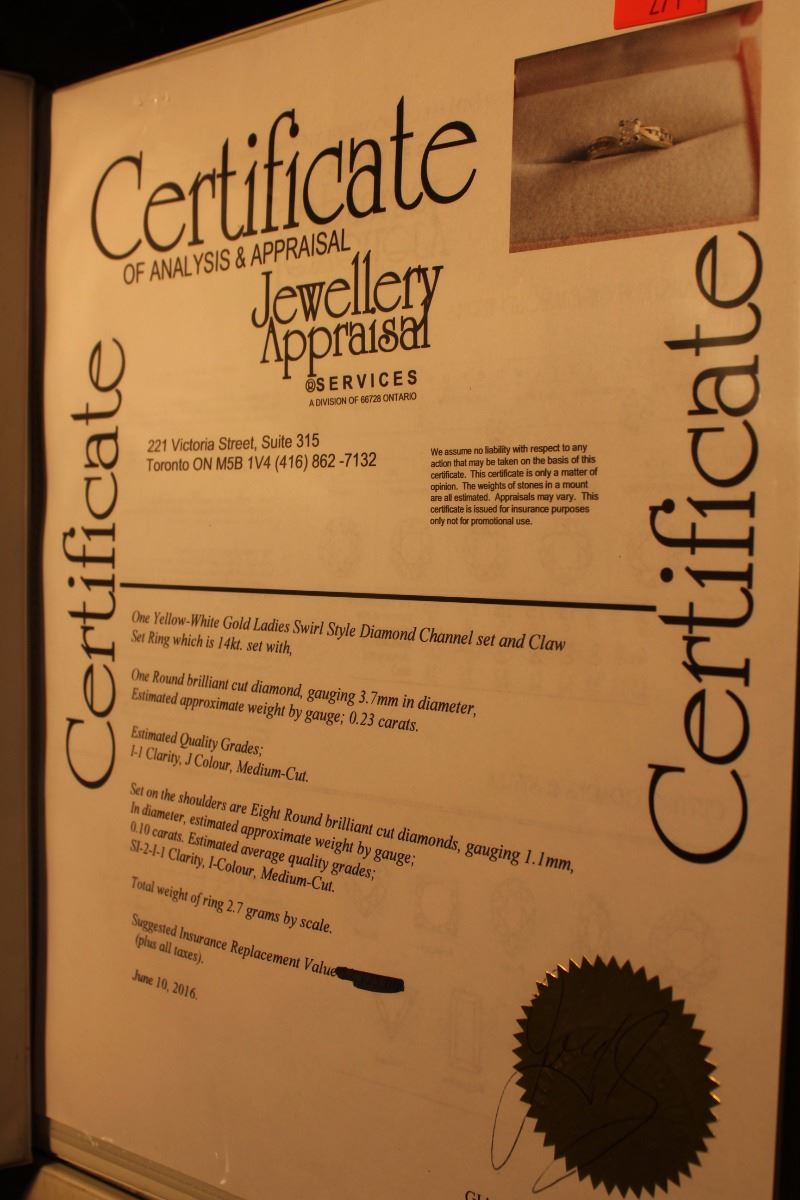 Certificate
OF ANALYSIS & APPRAISAL
Jewellery
Appraisal
SERVICES
A DIVISION OF 66728 ONTARIO
221 Victoria Street, Suite 315
Toronto ON M5B 1V4 (416) 862 -7132
We assume no liability with respect to any
action that may be taken on the basis of this
certificate. This certificate is only a matter of
opinion. The weights of stones in a mount
are all estimated. Appraisals may vary. This
certificate is issued for insurance purposes
only not for promotional use.
Certificate
Certificate
One Yellow-White Gold Ladies Swirl Style Diamond Channel set and Claw
Set Ring which is 14kt. set with,
One Round brilliant cut diamond, gauging 3.7mm in diameter,
Estimated approximate weight by gauge; 0.23 carats.
Estimated Quality Grades;
I-1 Clarity, J Colour, Medium-Cut.
Set on the shoulders are Eight Round brilliant cut diamonds, gauging 1.1mm,
In diameter, estimated approximate weight by gauge;
0.10 carats. Estimated average quality grades;
SI-2-I-1 Clarity, I-Colour, Medium-Cut.
Total weight of ring 2.7 grams by scale.
Suggested Insurance Replacement Value
(plus all taxes).
June 10, 2016.